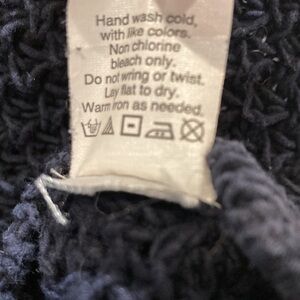 Hand wash cold,
with like colors.
Non chlorine
bleach only.
Do not wring or twist.
Lay flat to dry.
Warm iron as needed.